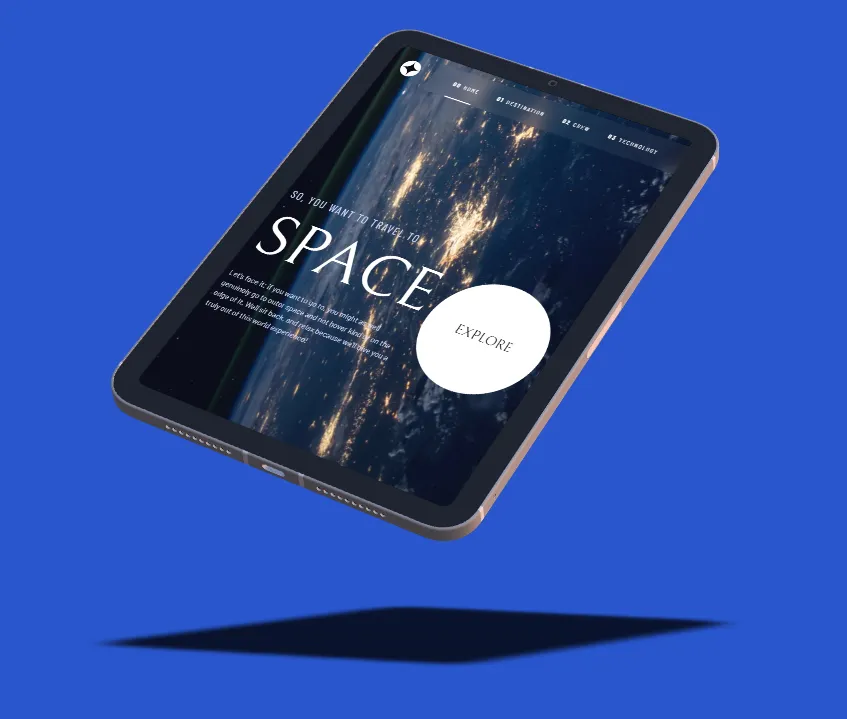 00 HOME
01 DESTINATION
02 CREW
03 TECHNOLOGY
SO, YOU WANT TO TRAVEL TO
SPACE
Let's face it; if you want to go to, you might as well
genuinely go to outer space and not hover kind of on the
edge of it. Well sit back, and relax because we'll give you a
truly out of this world experience!
EXPLORE